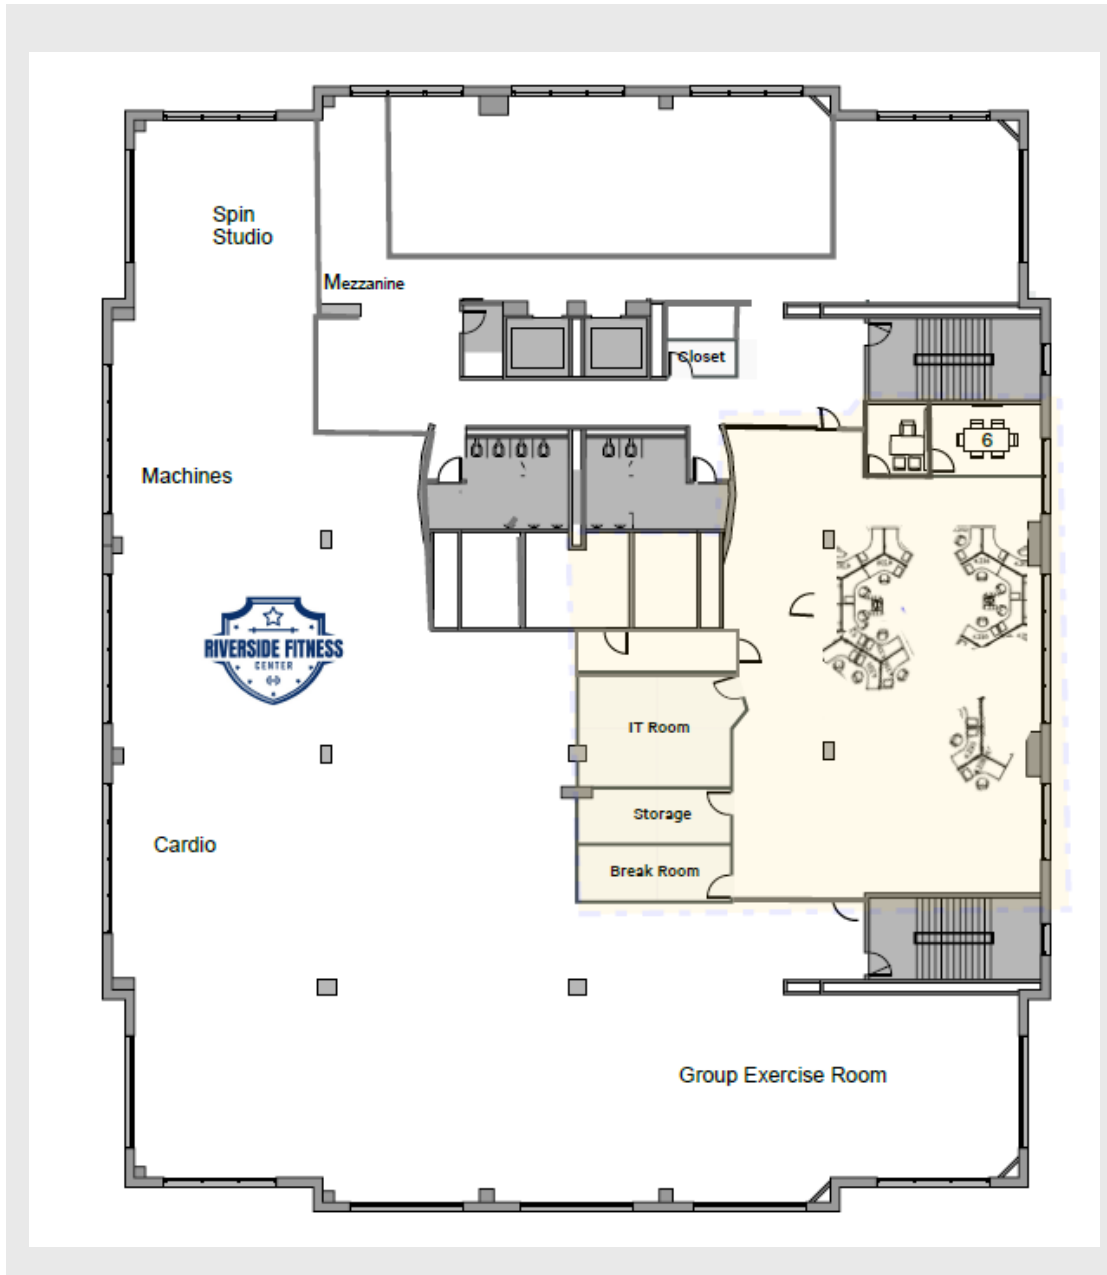 Spin
Studio
Mezzanine
Closet
6
Machines
RIVERSIDE FITNESS
CENTER
IT Room
Storage
Break Room
Cardio
Group Exercise Room